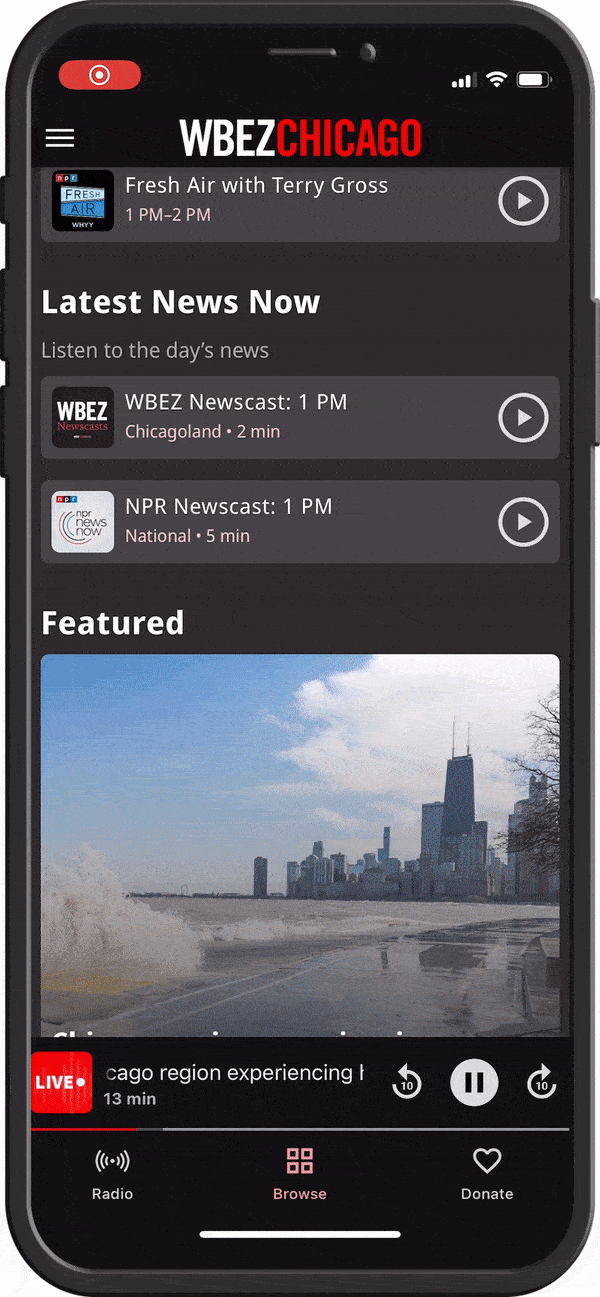 WBEZCHICAGO
npr
FRESH
AIR
WHYY
Fresh Air with Terry Gross
1 PM–2 PM
Latest News Now
Listen to the day's news
WBEZ
Newscasts
WBEZ Newscast: 1 PM
Chicagoland • 2 min
npr
npr
news
now
NPR Newscast: 1 PM
National • 5 min
Featured
LIVE
cago region experiencing
13 min
10
10
Radio
Browse
Donate